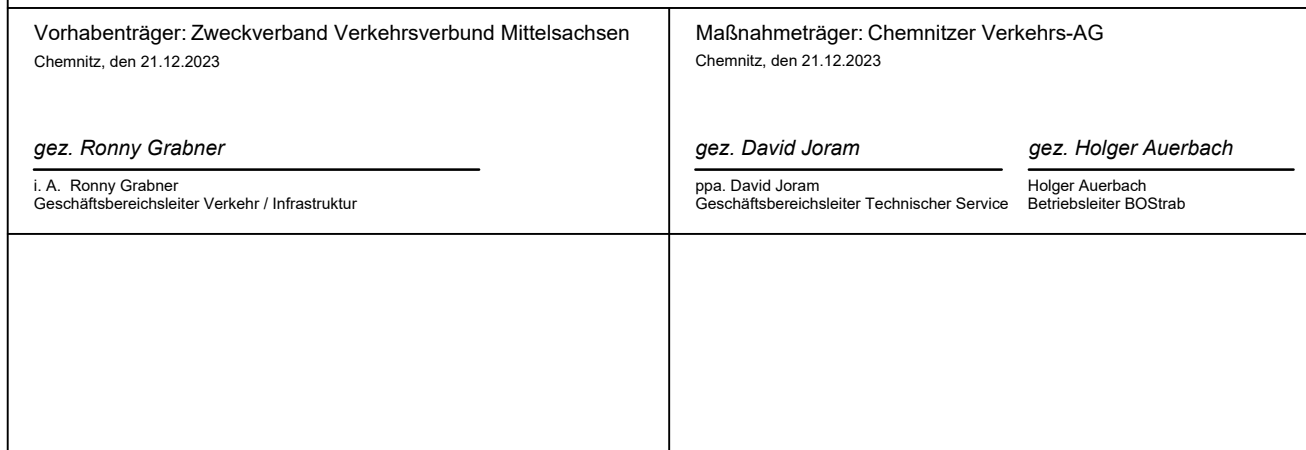 Vorhabenträger: Zweckverband Verkehrsverbund Mittelsachsen
Chemnitz, den 21.12.2023
gez. Ronny Grabner
i. A. Ronny Grabner
Geschäftsbereichsleiter Verkehr / Infrastruktur
Maßnahmeträger: Chemnitzer Verkehrs-AG
Chemnitz, den 21.12.2023
gez. David Joram
ppa. David Joram
Geschäftsbereichsleiter Technischer Service
gez. Holger Auerbach
Holger Auerbach
Betriebsleiter BOStrab